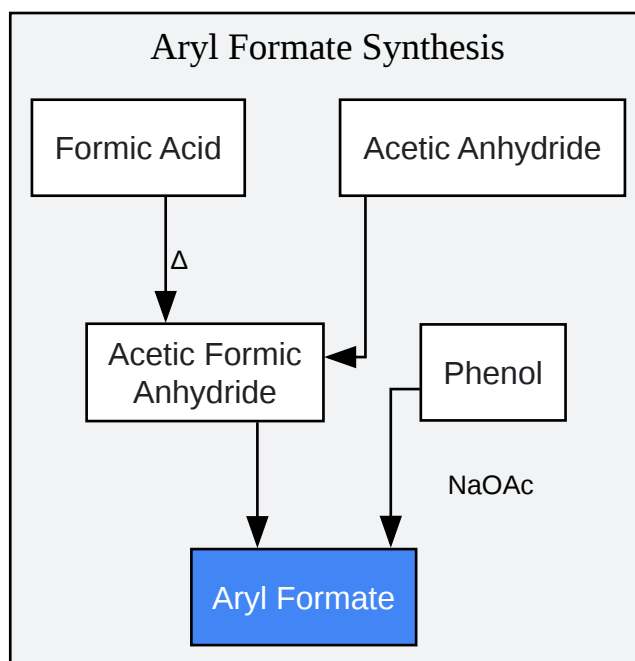 Aryl Formate Synthesis
Formic Acid
Acetic Anhydride
Δ
Acetic Formic
Anhydride
Phenol
NaOAc
Aryl Formate